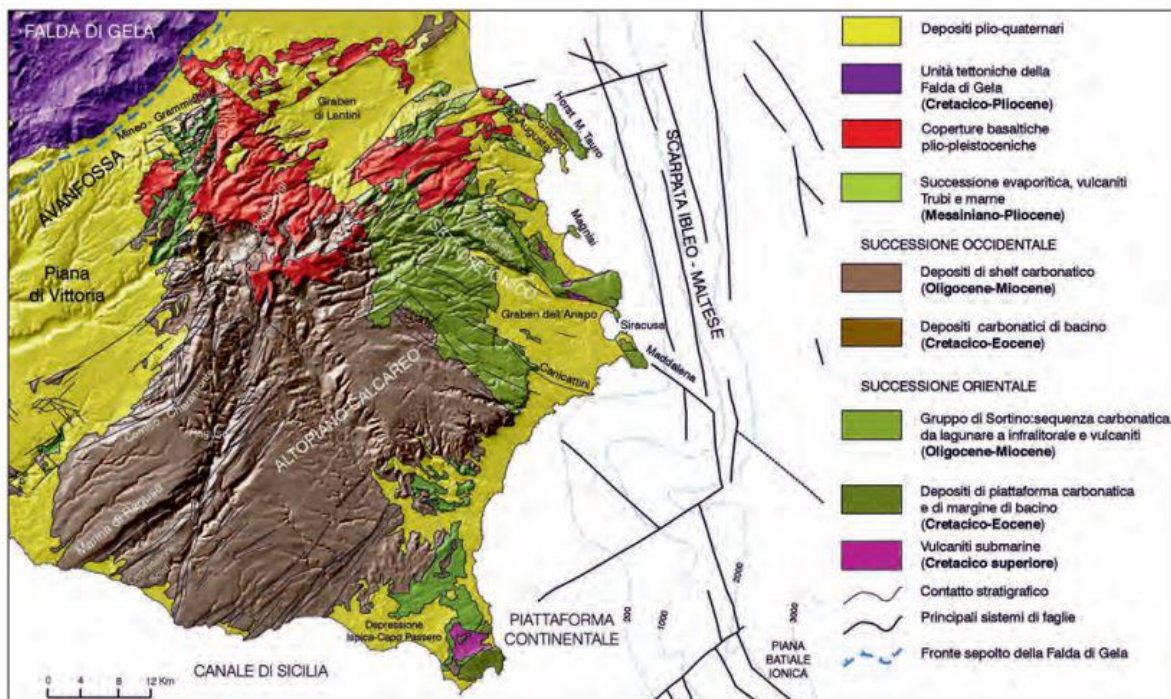 FALDA DI GELA
Mineo - Grammichele
AVANFOSSA
Graben
di Lentini
Graben
Augusta
Horst M. Tauro
Magnisi
Piana
di Vittoria
Graben dell'Anapo
Siracusa
Maddalena
Canicattini
ALTOPIANO CALCAREO
Marina di Ragusa
SCARPATA IBLEO - MALTESE
Depressione
Ispica-Capo Passero
PIATTAFORMA
CONTINENTALE
CANALE DI SICILIA
200
1000
2000
3000
PIANA
BATIALE
IONICA
0 4 8 12 Km
Depositi plio-quaternari
Unità tettoniche della
Falda di Gela
(Cretacico-Pliocene)
Coperture basaltiche
plio-pleistoceniche
Successione evaporitica, vulcaniti
Trubi e marne
(Messiniano-Pliocene)
SUCCESSIONE OCCIDENTALE
Depositi di shelf carbonatico
(Oligocene-Miocene)
Depositi carbonatici di bacino
(Cretacico-Eocene)
SUCCESSIONE ORIENTALE
Gruppo di Sortino:sequenza carbonatica
da lagunare a infralitorale e vulcaniti
(Oligocene-Miocene)
Depositi di piattaforma carbonatica
e di margine di bacino
(Cretacico-Eocene)
Vulcaniti submarine
(Cretacico superiore)
Contatto stratigrafico
Principali sistemi di faglie
Fronte sepolto della Falda di Gela